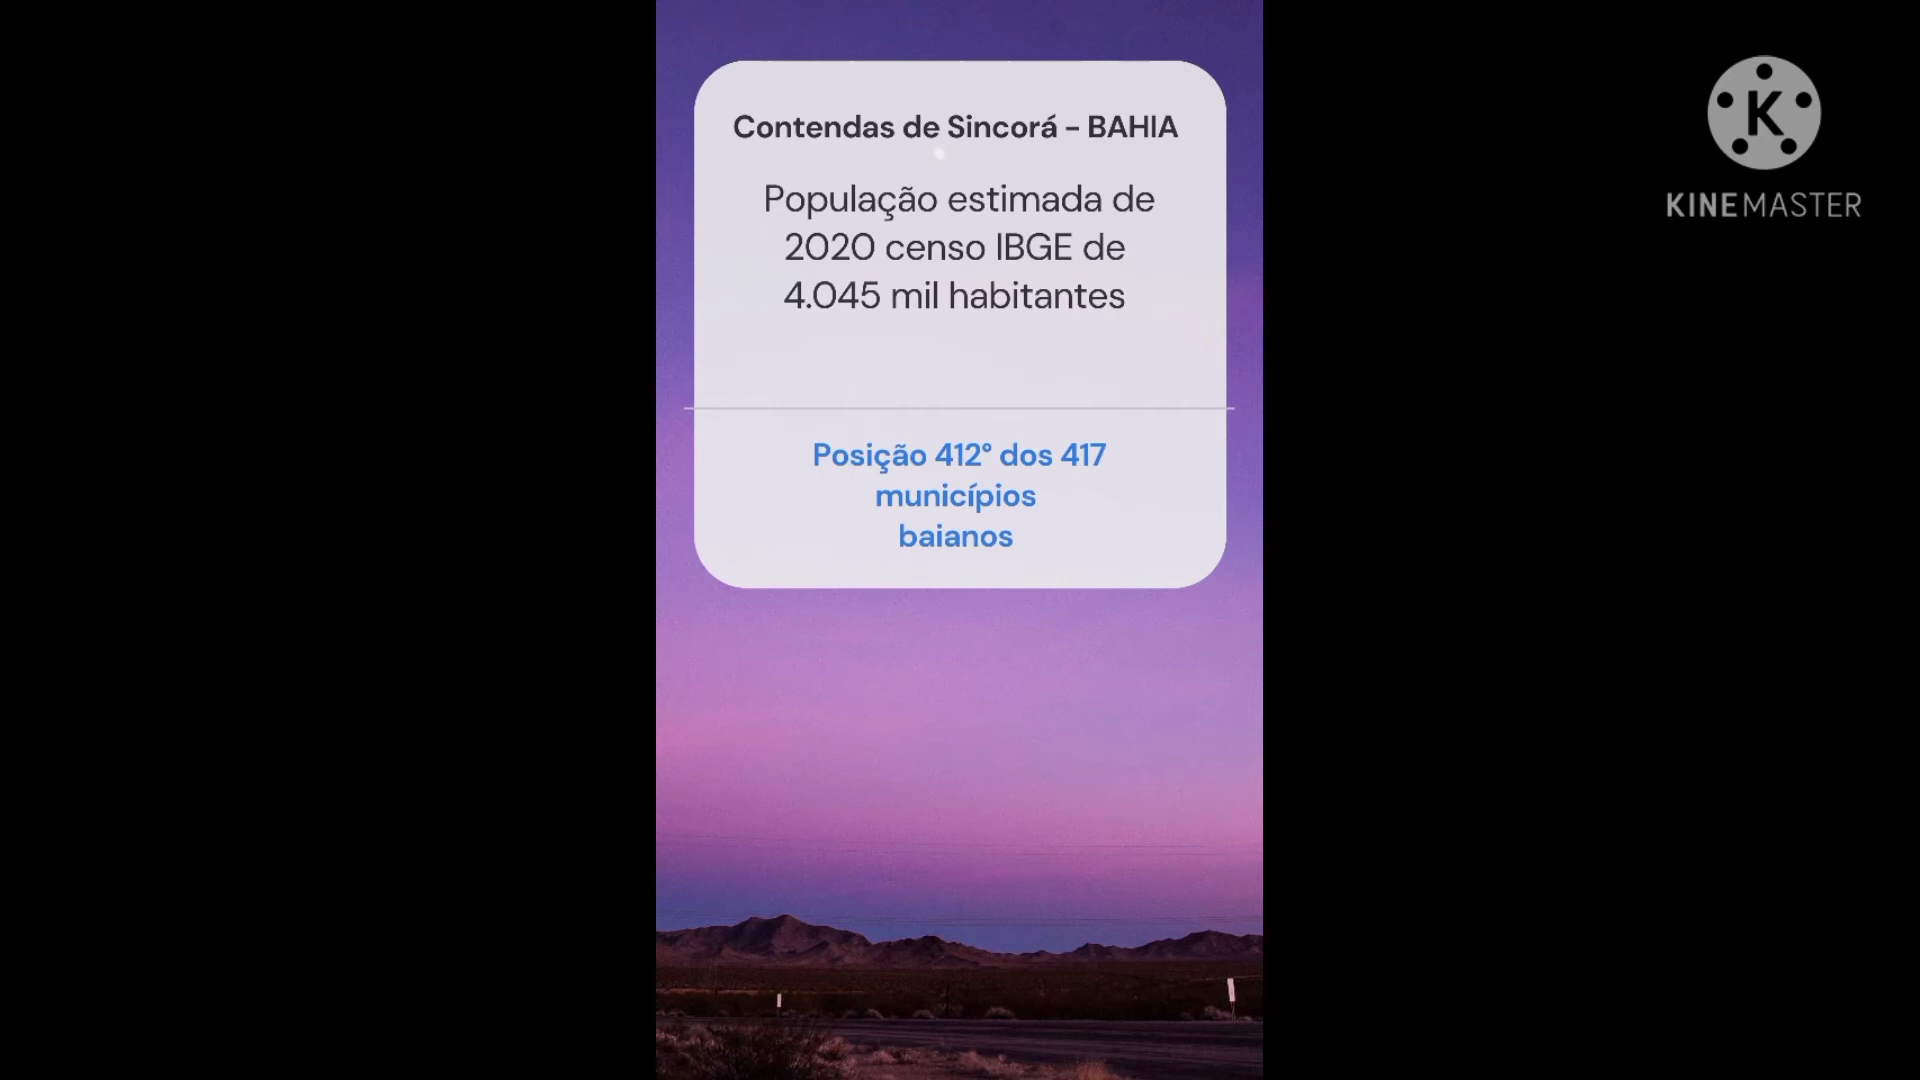 Contendas de Sincorá - BAHIA
População estimada de
2020 censo IBGE de
4.045 mil habitantes
Posição 412° dos 417
municípios
baianos
K
KINEMASTER